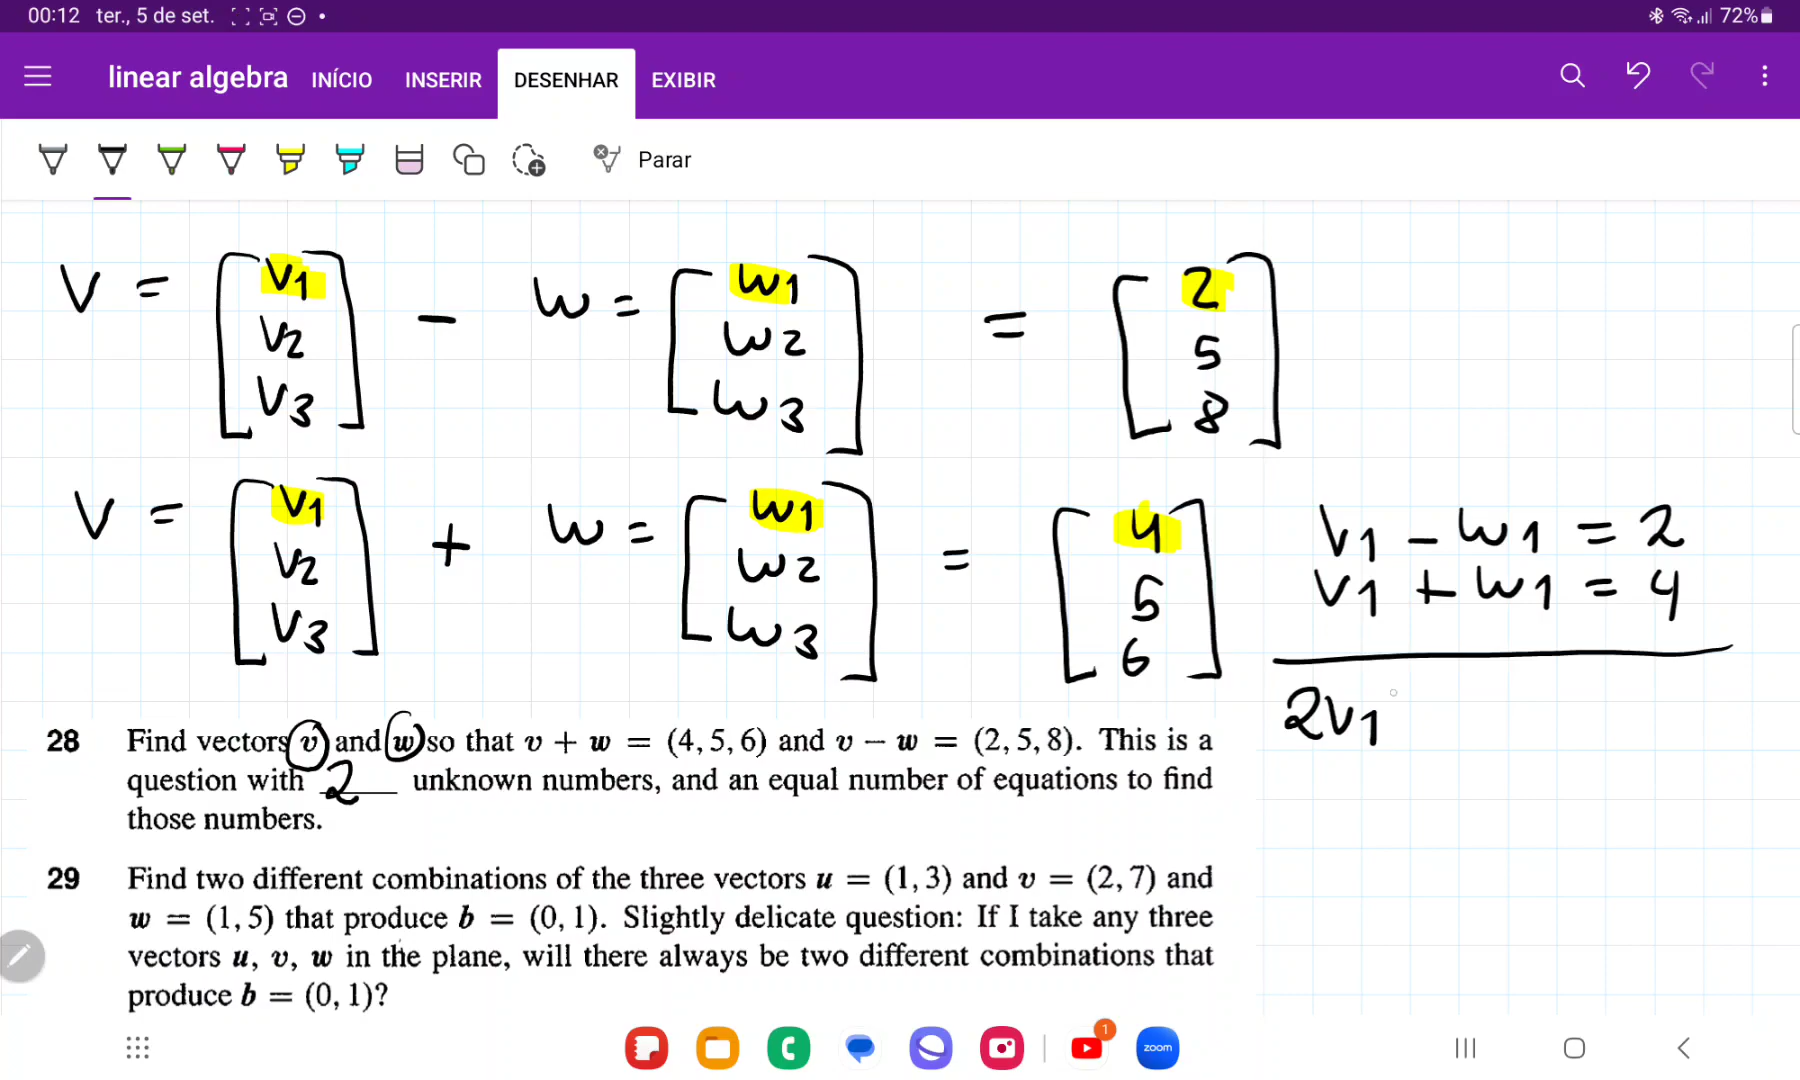 00:12 ter., 5 de set. 72%
linear algebra INÍCIO INSERIR DESENHAR EXIBIR
Parar
V = [v1 v2 v3] - W = [w1 w2 w3] = [2 5 8]
V = [v1 v2 v3] + W = [w1 w2 w3] = [4 5 6]
v1 - w1 = 2
v1 + w1 = 4
2v1
28 Find vectors v and w so that v + w = (4, 5, 6) and v − w = (2, 5, 8). This is a
question with 2 unknown numbers, and an equal number of equations to find
those numbers.
29 Find two different combinations of the three vectors u = (1, 3) and v = (2, 7) and
w = (1, 5) that produce b = (0, 1). Slightly delicate question: If I take any three
vectors u, v, w in the plane, will there always be two different combinations that
produce b = (0, 1)?
1
zoom